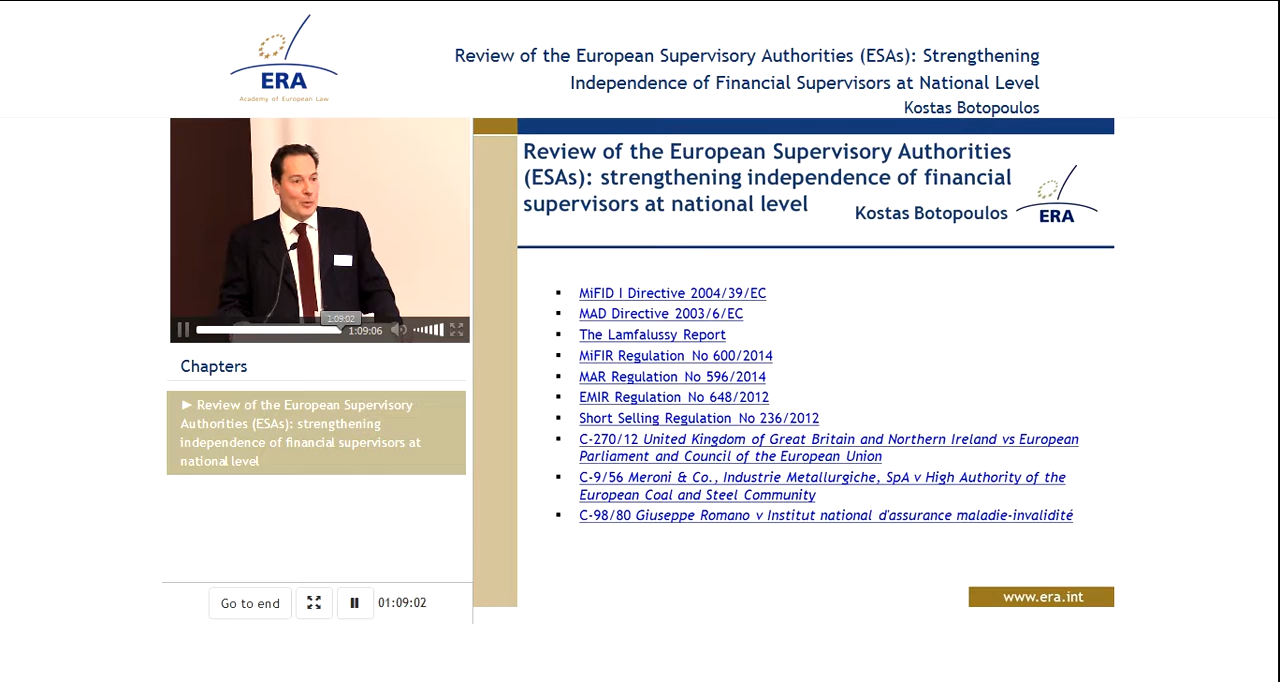 ERA
Academy of European Law
Review of the European Supervisory Authorities (ESAs): Strengthening
Independence of Financial Supervisors at National Level
Kostas Botopoulos
1:09:02
1:09:06
Chapters
► Review of the European Supervisory
Authorities (ESAs): strengthening
independence of financial supervisors at
national level
Go to end
01:09:02
Review of the European Supervisory Authorities
(ESAs): strengthening independence of financial
supervisors at national level
Kostas Botopoulos
ERA
▪ MiFID I Directive 2004/39/EC
▪ MAD Directive 2003/6/EC
▪ The Lamfalussy Report
▪ MiFIR Regulation No 600/2014
▪ MAR Regulation No 596/2014
▪ EMIR Regulation No 648/2012
▪ Short Selling Regulation No 236/2012
▪ C-270/12 United Kingdom of Great Britain and Northern Ireland vs European
Parliament and Council of the European Union
▪ C-9/56 Meroni & Co., Industrie Metallurgiche, SpA v High Authority of the
European Coal and Steel Community
▪ C-98/80 Giuseppe Romano v Institut national d'assurance maladie-invalidité
www.era.int